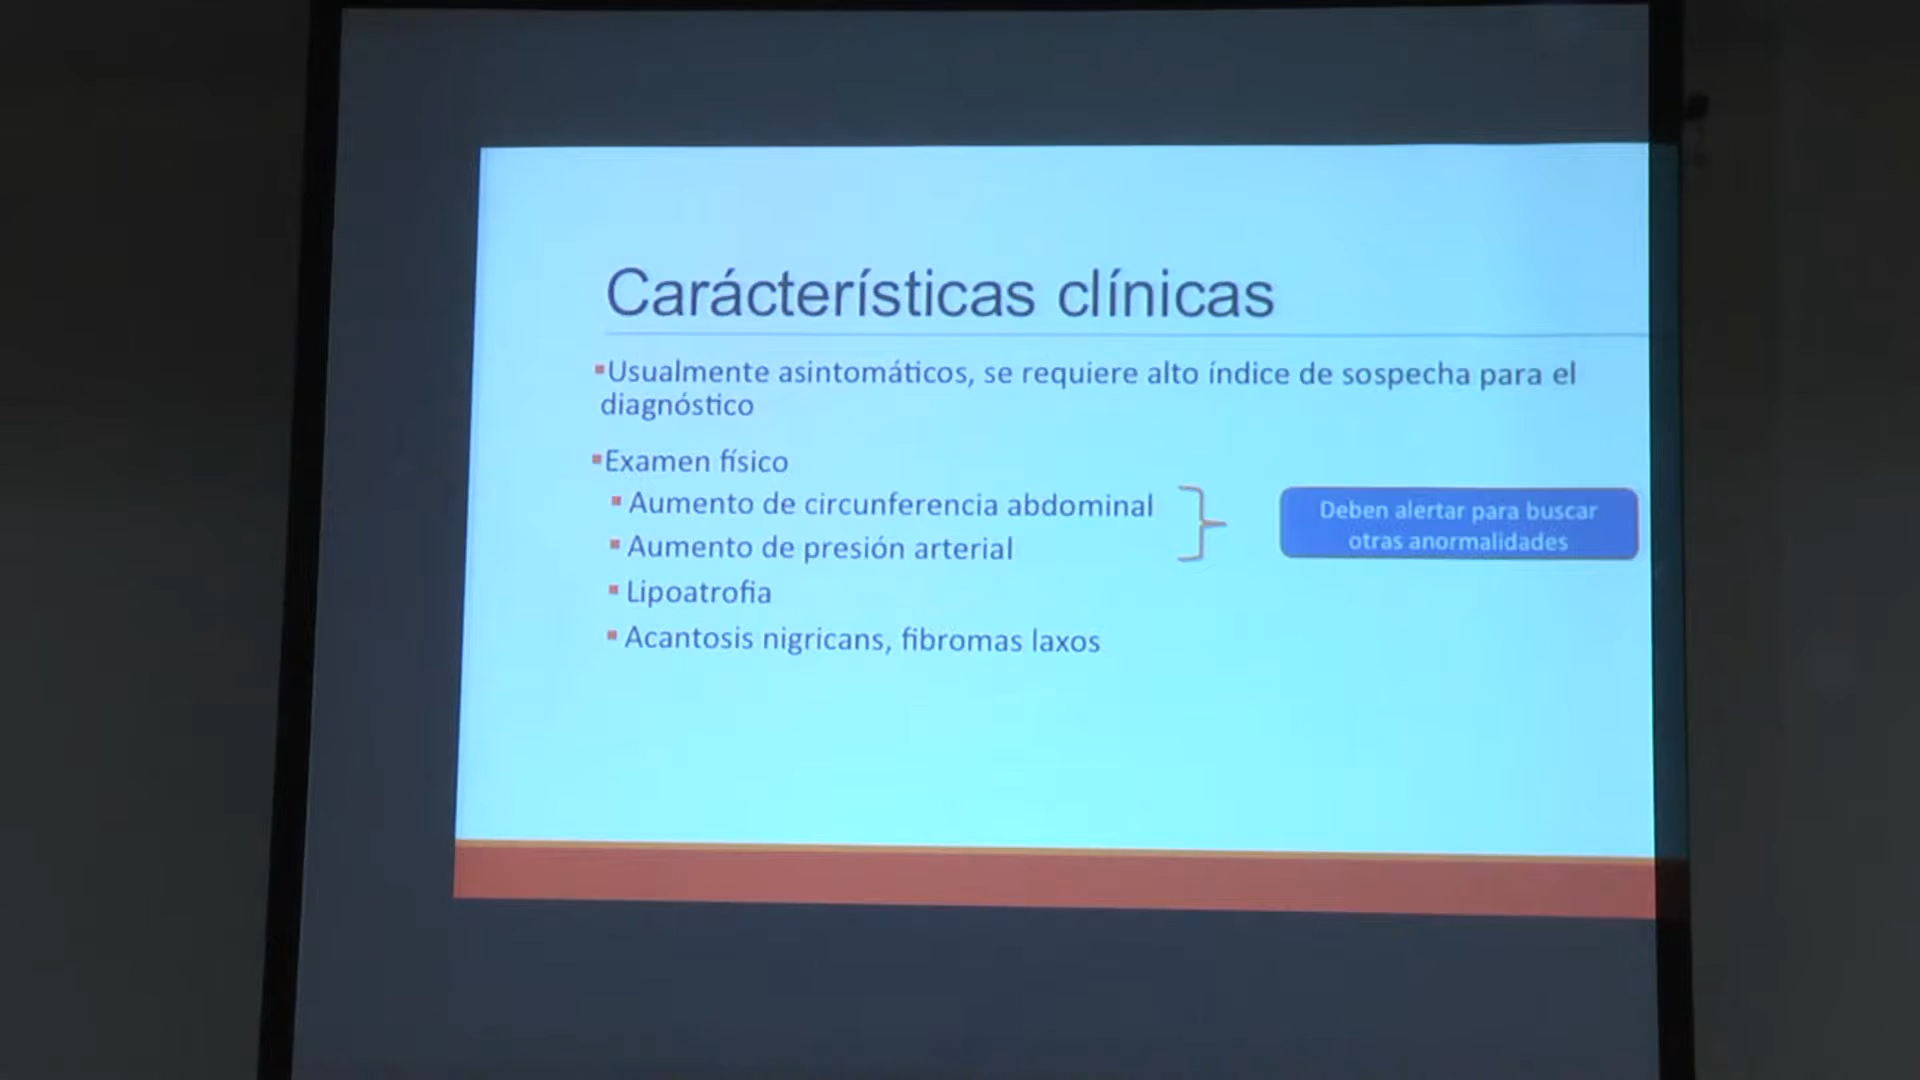 Carácterísticas clínicas
▪Usualmente asintomáticos, se requiere alto índice de sospecha para el
diagnóstico
▪Examen físico
▪Aumento de circunferencia abdominal
▪Aumento de presión arterial
▪Lipoatrofia
▪Acantosis nigricans, fibromas laxos
Deben alertar para buscar
otras anormalidades